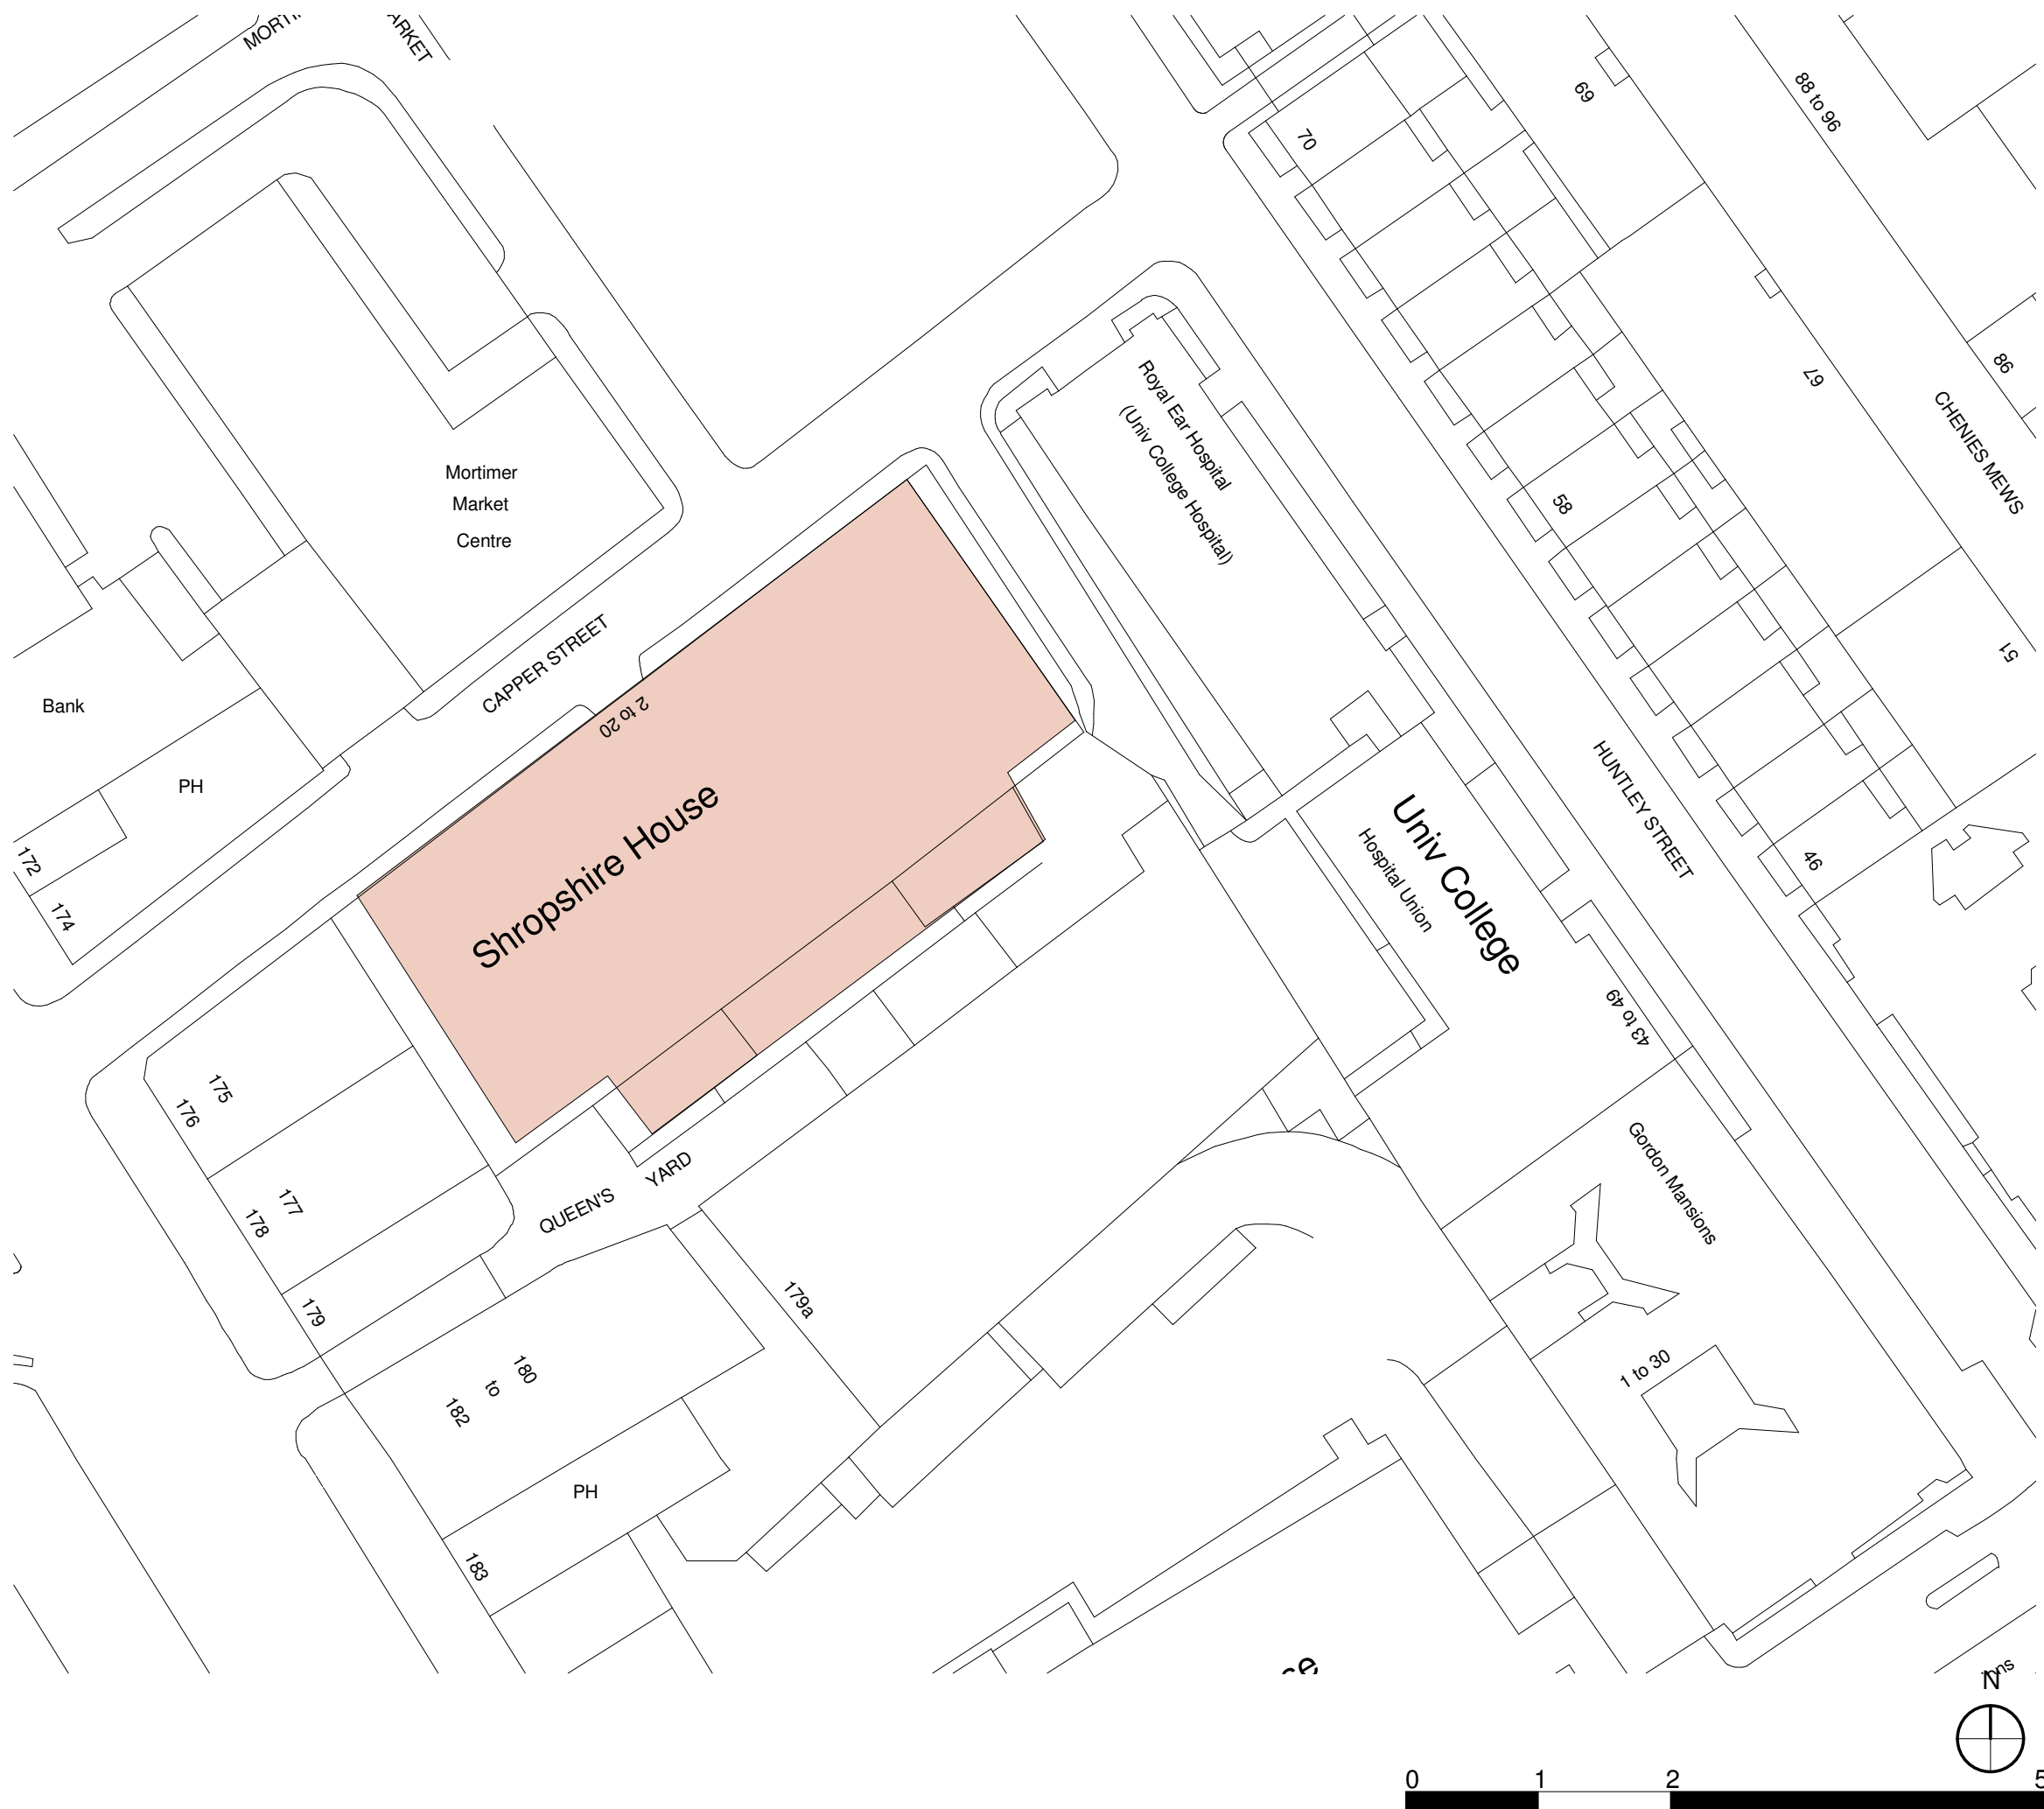 ARKET
69
88 to 96
70
86
67
CHENIES MEWS
Royal Ear Hospital
(Univ College Hospital)
Mortimer
Market
Centre
58
CAPPER STREET
51
Bank
2 to 20
PH
HUNTLEY STREET
172
174
Shropshire House
Univ College
Hospital Union
46
43 to 49
175
176
QUEEN'S YARD
Gordon Mansions
177
178
179
179a
180
to
182
1 to 30
PH
183
N
0 1 2 5